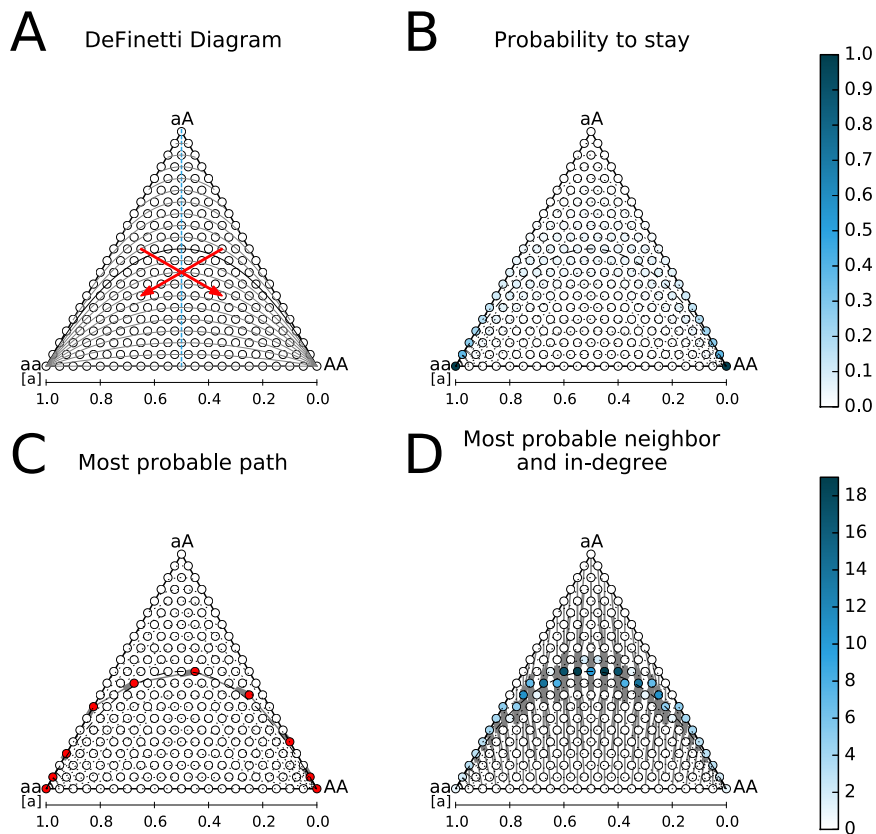 A
DeFinetti Diagram
B
Probability to stay
aA
aa
AA
[a]
1.0
0.8
0.6
0.4
0.2
0.0
aA
aa
AA
[a]
1.0
0.8
0.6
0.4
0.2
0.0
1.0
0.9
0.8
0.7
0.6
0.5
0.4
0.3
0.2
0.1
0.0
C
Most probable path
D
Most probable neighbor
and in-degree
aA
aa
AA
[a]
1.0
0.8
0.6
0.4
0.2
0.0
aA
aa
AA
[a]
1.0
0.8
0.6
0.4
0.2
0.0
18
16
14
12
10
8
6
4
2
0